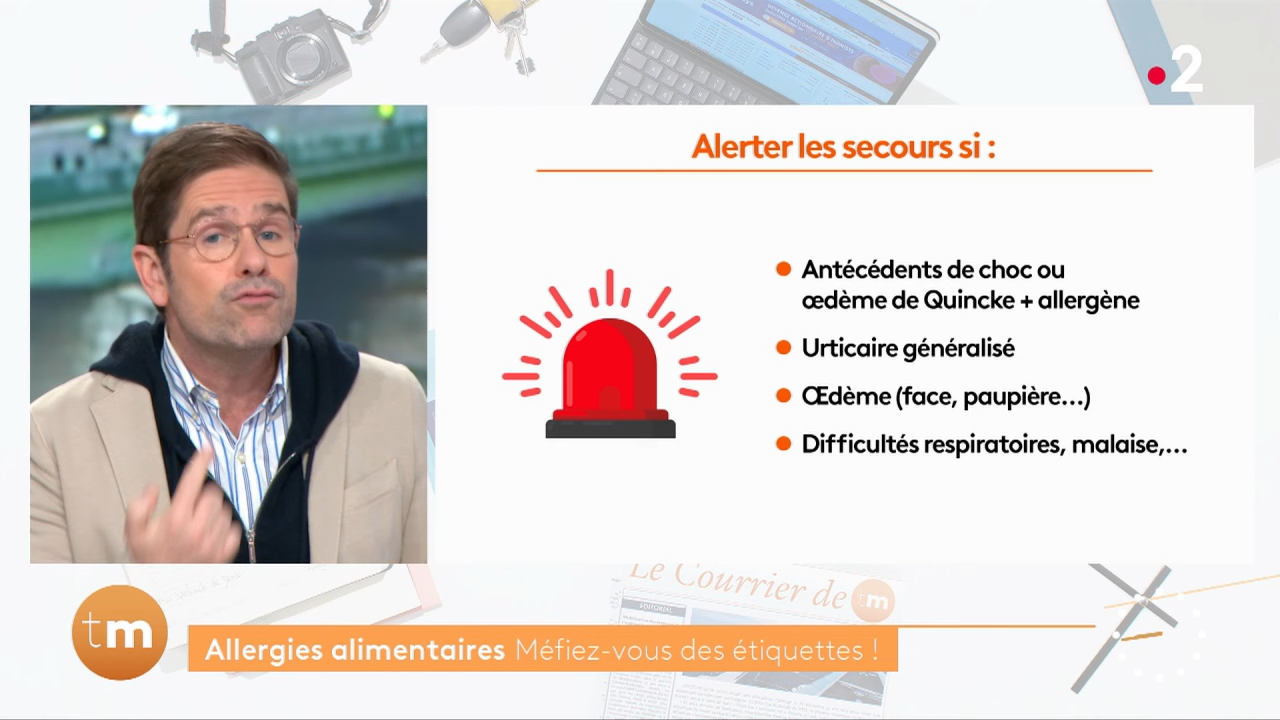 2
Alerter les secours si :
Antécédents de choc ou
œdème de Quincke + allergène
Urticaire généralisé
Œdème (face, paupière...)
Difficultés respiratoires, malaise,...
Le Courrier de tm
EDITORIAL
tm
Allergies alimentaires Méfiez-vous des étiquettes !